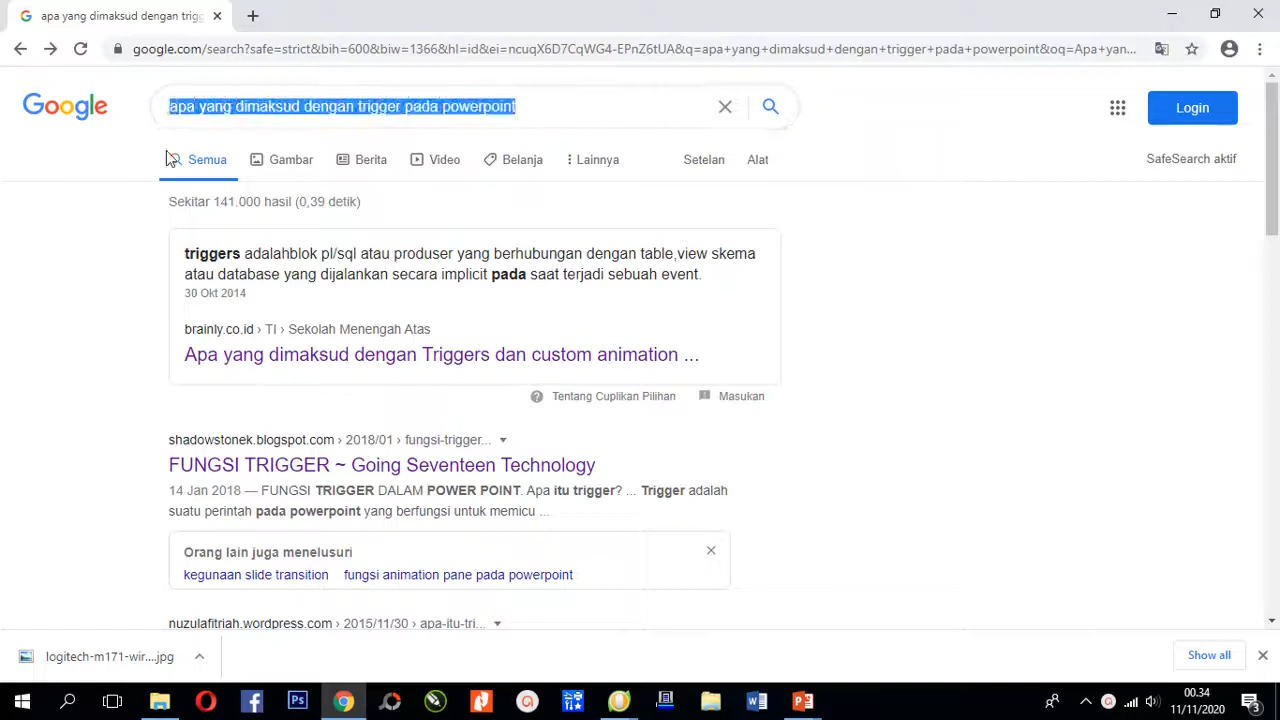 apa yang dimaksud dengan trigg
google.com/search?safe=strict&bih=600&biw=1366&hl=id&ei=ncuqX6D7CqWG4-EPnZ6tUA&q=apa+yang+dimaksud+dengan+trigger+pada+powerpoint&oq=Apa+yan...
Google
apa yang dimaksud dengan trigger pada powerpoint
Login
Semua Gambar Berita Video Belanja Lainnya Setelan Alat SafeSearch aktif
Sekitar 141.000 hasil (0,39 detik)
triggers adalahblok pl/sql atau produser yang berhubungan dengan table,view skema
atau database yang dijalankan secara implicit pada saat terjadi sebuah event.
30 Okt 2014
brainly.co.id › TI › Sekolah Menengah Atas
Apa yang dimaksud dengan Triggers dan custom animation ...
Tentang Cuplikan Pilihan Masukan
shadowstonek.blogspot.com › 2018/01 › fungsi-trigger...
FUNGSI TRIGGER ~ Going Seventeen Technology
14 Jan 2018 — FUNGSI TRIGGER DALAM POWER POINT. Apa itu trigger? ... Trigger adalah
suatu perintah pada powerpoint yang berfungsi untuk memicu ...
Orang lain juga menelusuri
kegunaan slide transition fungsi animation pane pada powerpoint
nuzulafitriah.wordpress.com › 2015/11/30 › apa-itu-tri...
logitech-m171-wir....jpg
Show all
Ps
00.34
11/11/2020
3